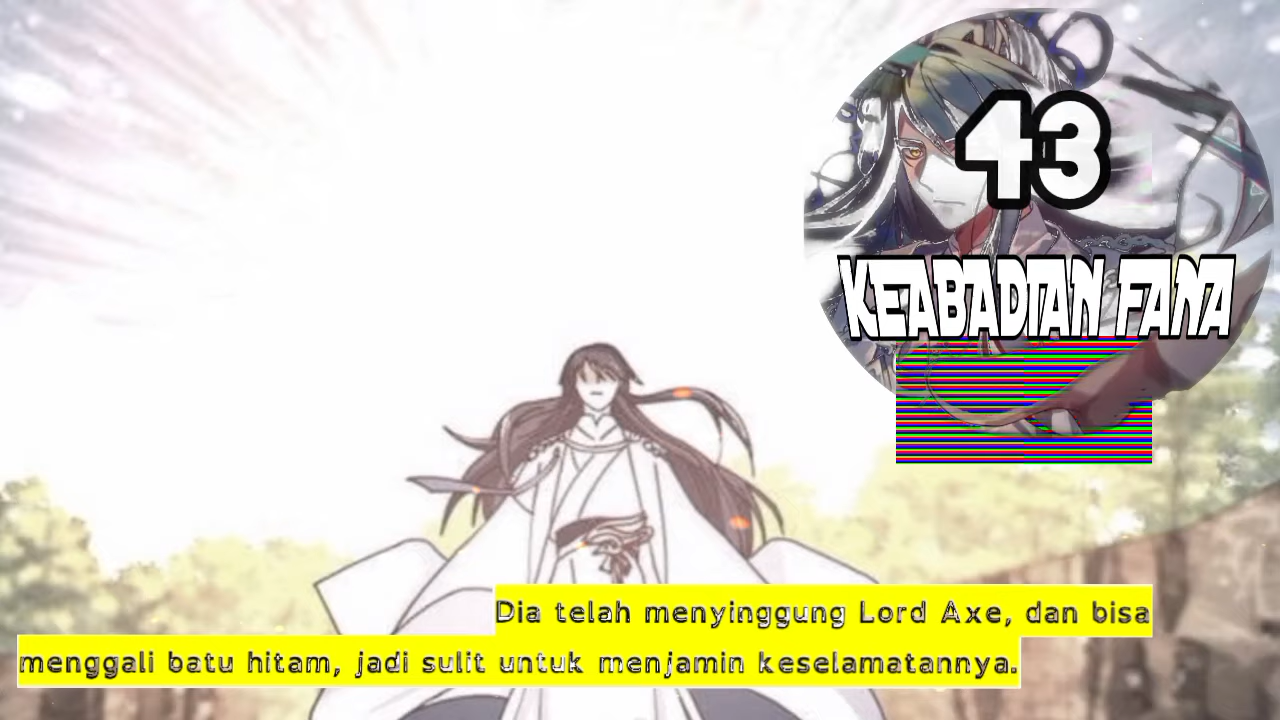 43
KEABADIAN FANA
Dia telah menyinggung Lord Axe, dan bisa
menggali batu hitam, jadi sulit untuk menjamin keselamatannya.